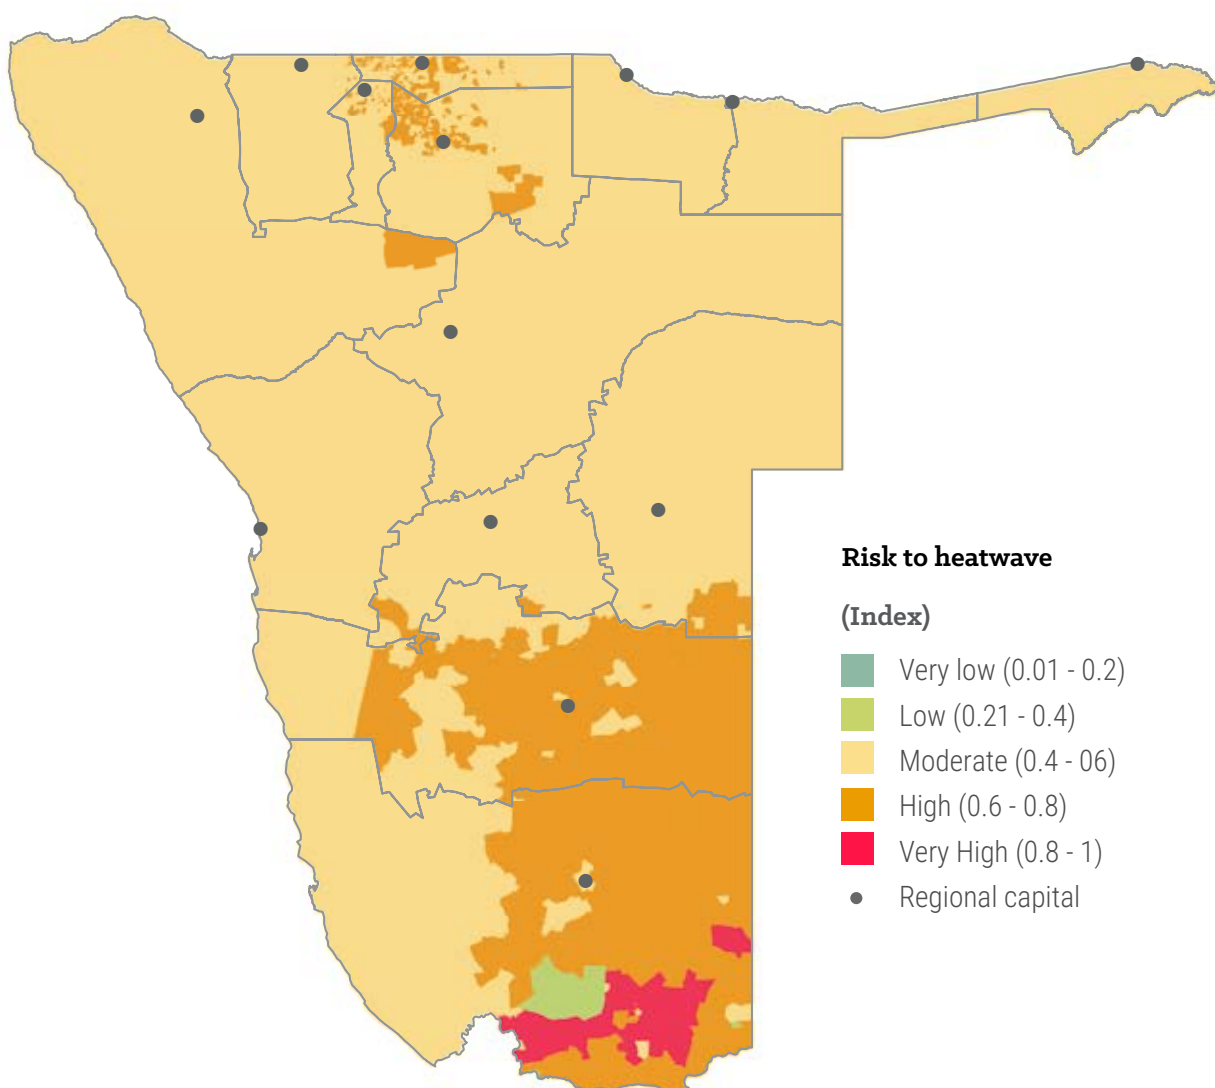 Risk to heatwave
(Index)
Very low (0.01 - 0.2)
Low (0.21 - 0.4)
Moderate (0.4 - 06)
High (0.6 - 0.8)
Very High (0.8 - 1)
Regional capital